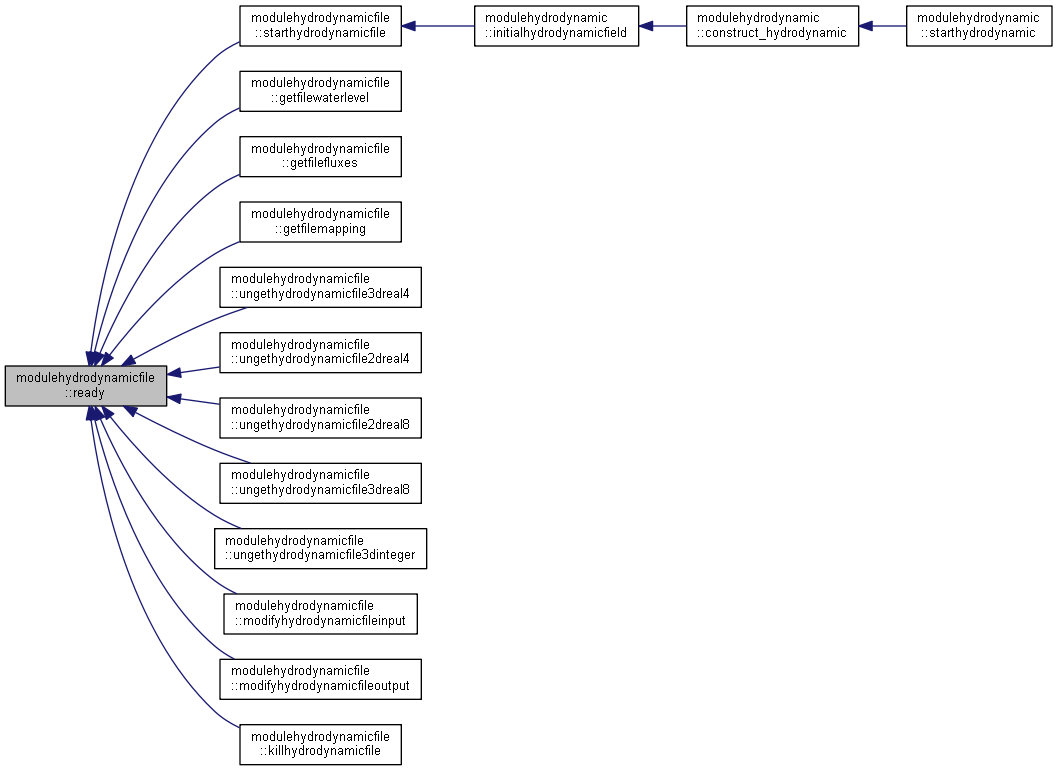 modulehydrodynamicfile
::starthydrodynamicfile
modulehydrodynamic
::initialhydrodynamicfield
modulehydrodynamic
::construct_hydrodynamic
modulehydrodynamic
::starthydrodynamic
modulehydrodynamicfile
::getfilewaterlevel
modulehydrodynamicfile
::getfilefluxes
modulehydrodynamicfile
::getfilemapping
modulehydrodynamicfile
::ungethydrodynamicfile3dreal4
modulehydrodynamicfile
::ungethydrodynamicfile2dreal4
modulehydrodynamicfile
::ready
modulehydrodynamicfile
::ungethydrodynamicfile2dreal8
modulehydrodynamicfile
::ungethydrodynamicfile3dreal8
modulehydrodynamicfile
::ungethydrodynamicfile3dinteger
modulehydrodynamicfile
::modifyhydrodynamicfileinput
modulehydrodynamicfile
::modifyhydrodynamicfileoutput
modulehydrodynamicfile
::killhydrodynamicfile